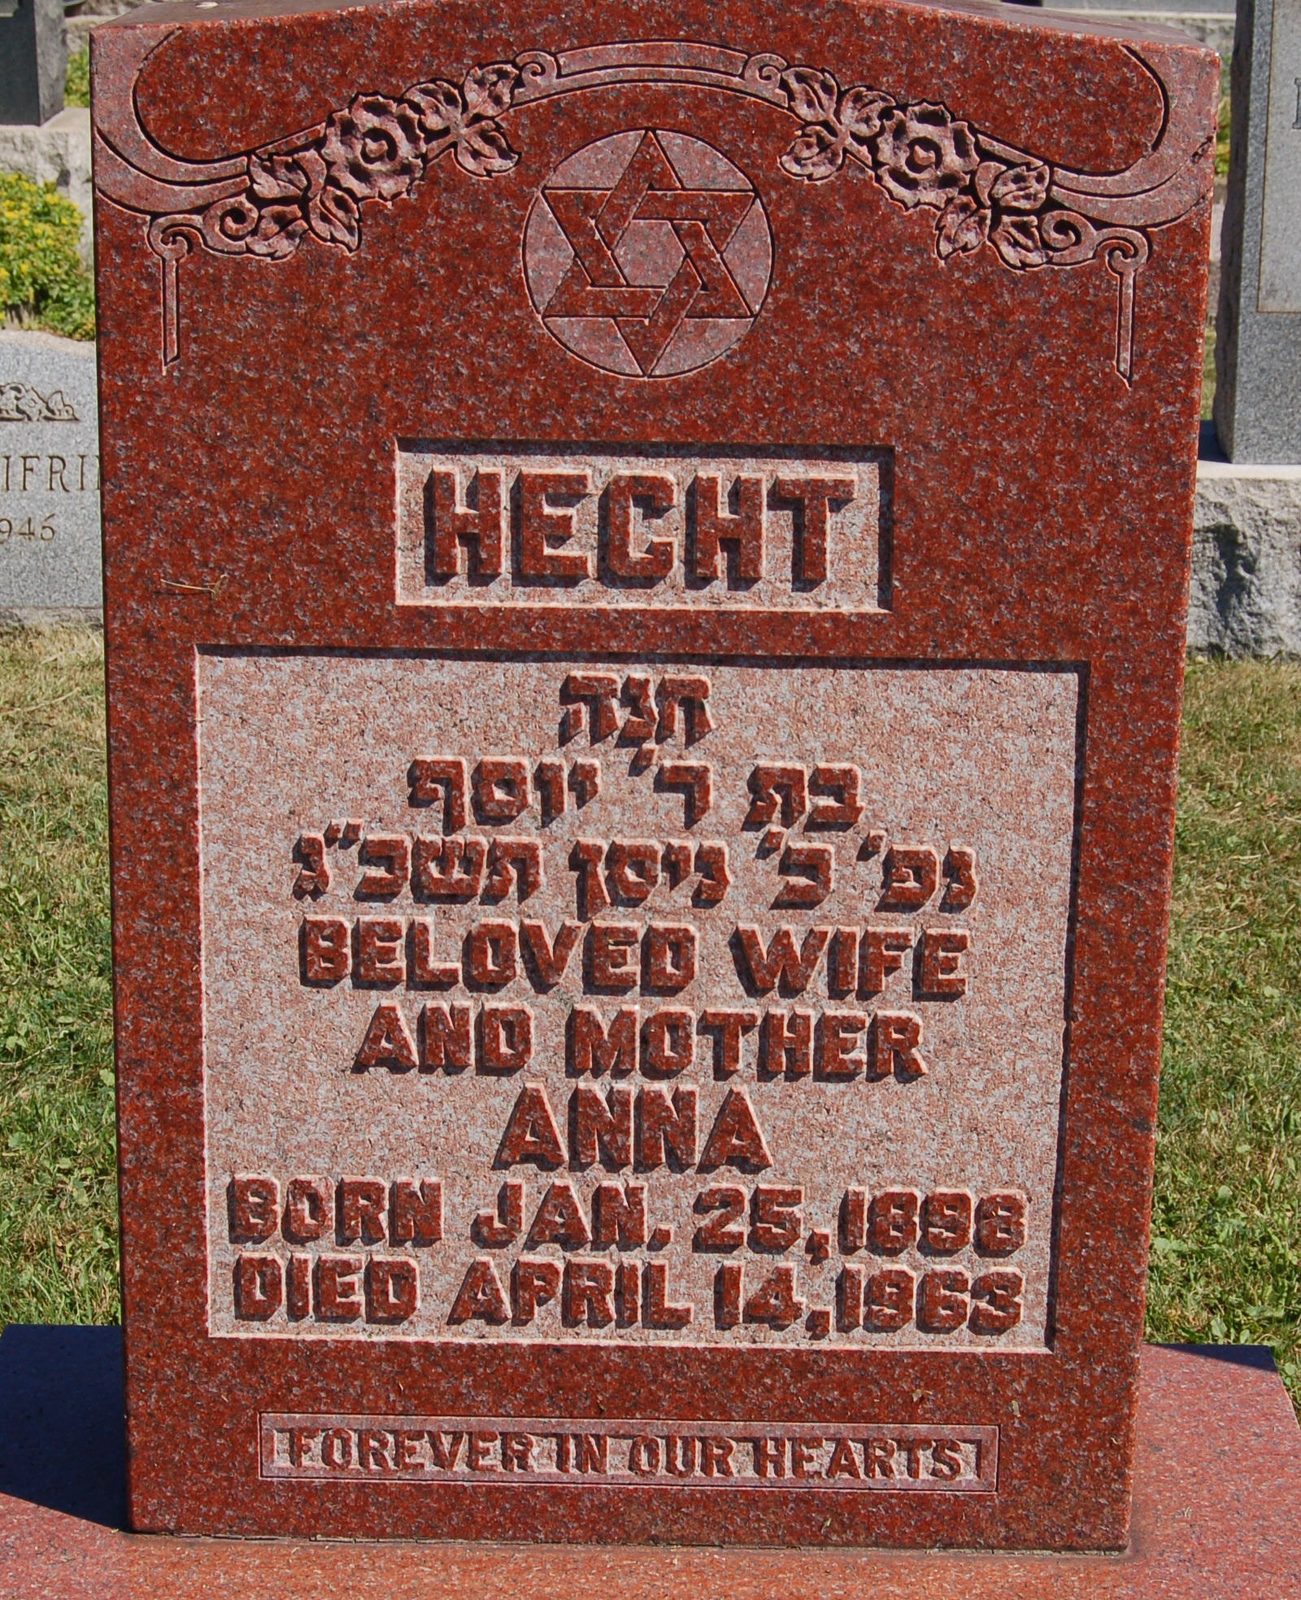 HECHT
חנה
בת ר' יוסף
נפ' כ' ניסן תשכ"ג
BELOVED WIFE
AND MOTHER
ANNA
BORN JAN. 25, 1898
DIED APRIL 14, 1963
FOREVER IN OUR HEARTS
946